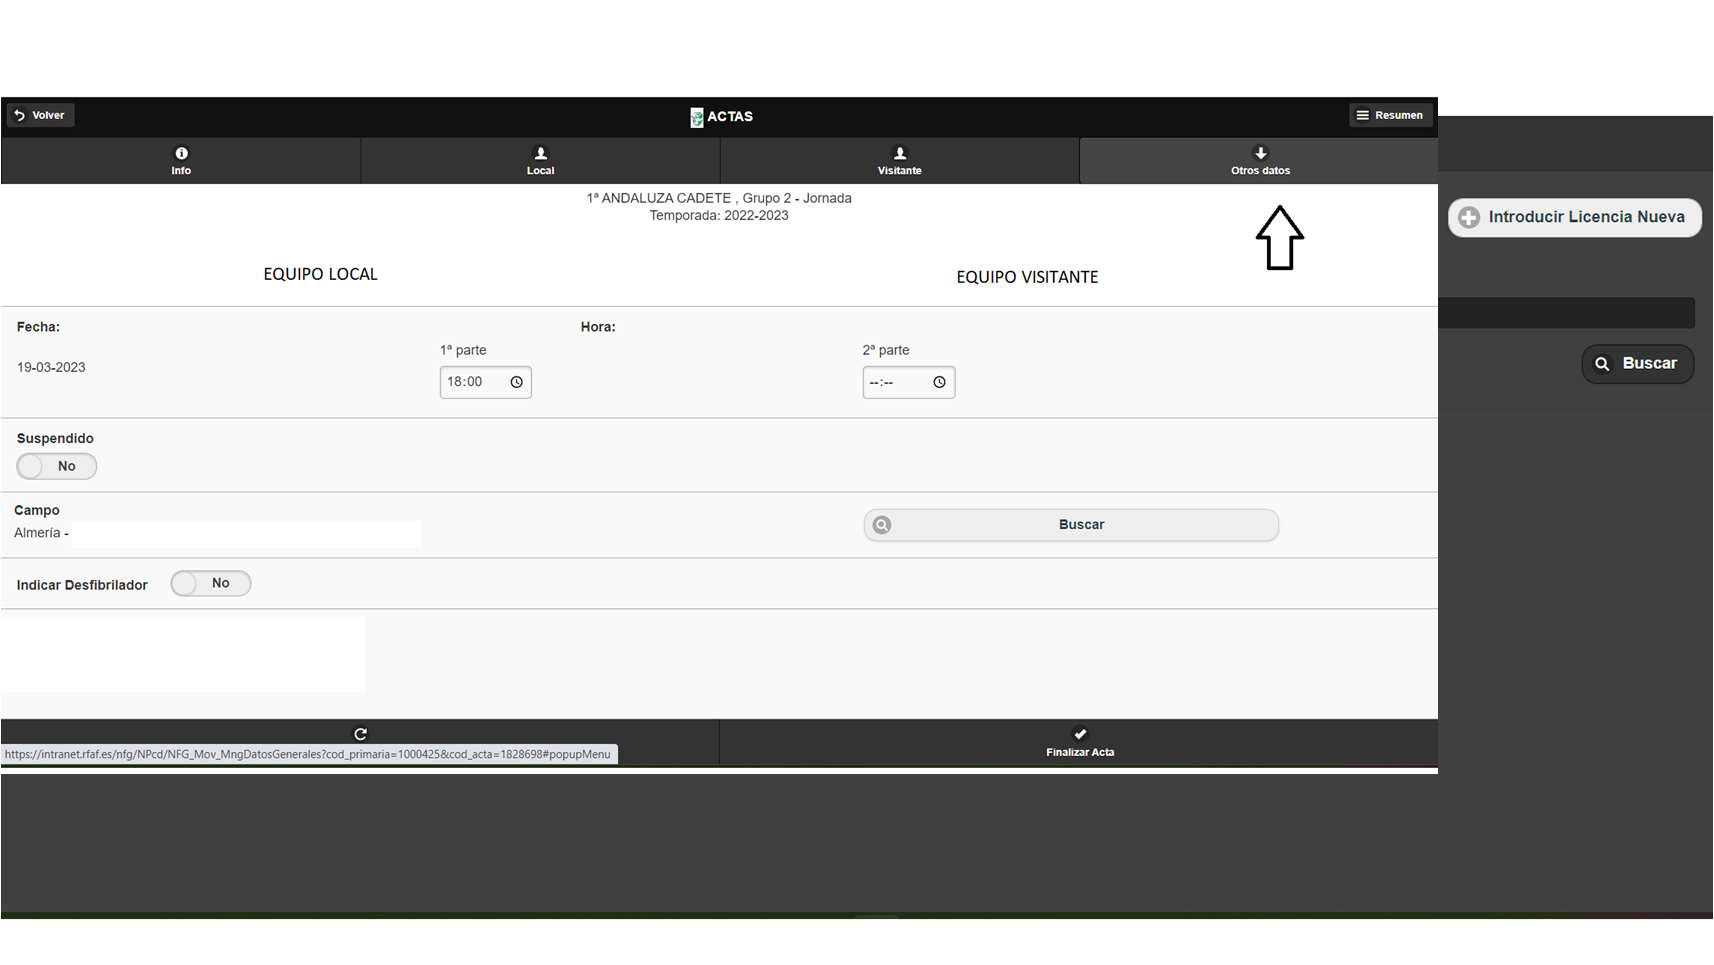 Volver
ACTAS
Resumen
Info
Local
Visitante
Otros datos
1ª ANDALUZA CADETE , Grupo 2 - Jornada
Temporada: 2022-2023
Introducir Licencia Nueva
EQUIPO LOCAL
EQUIPO VISITANTE
Fecha:
Hora:
1ª parte
2ª parte
19-03-2023
18:00
--:--
Buscar
Suspendido
No
Campo
Almería -
Buscar
Indicar Desfibrilador
No
Finalizar Acta
https://intranet.rfaf.es/nfg/NPcd/NFG_Mov_MngDatosGenerales?cod_primaria=1000425&cod_acta=1828698#popupMenu